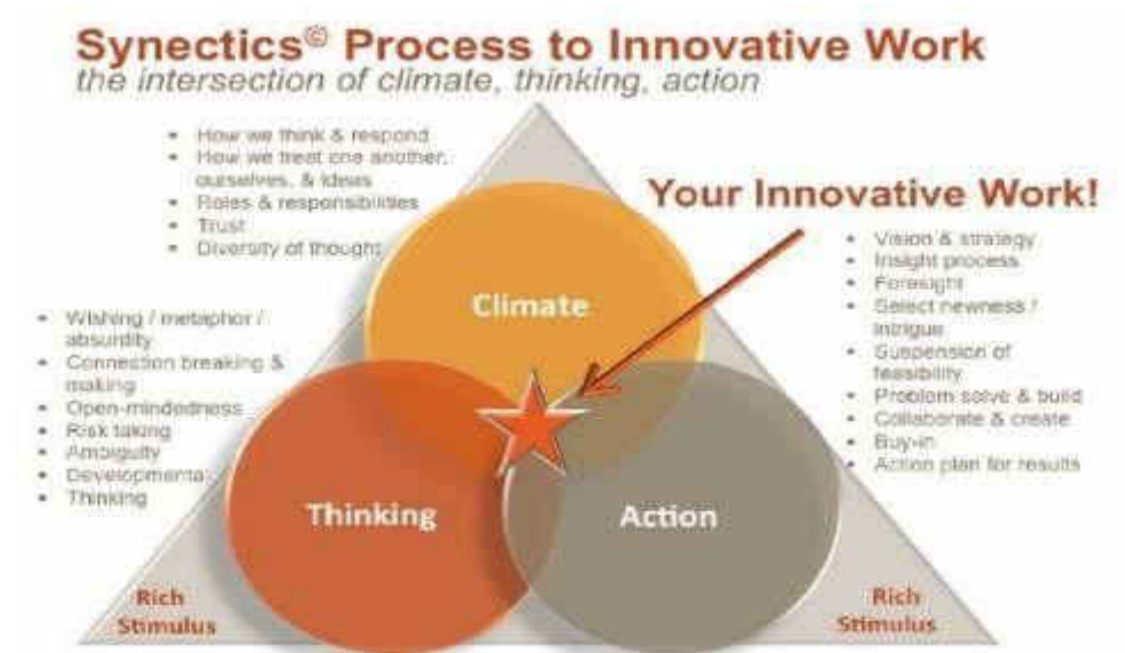 Synectics© Process to Innovative Work
the intersection of climate, thinking, action
• How we think & respond
• How we treat one another,
ourselves, & ideas
• Roles & responsibilities
• Trust
• Diversity of thought
Your Innovative Work!
• Vision & strategy
• Insight process
• Foresight
• Select newness /
intrigue
• Suspension of
feasibility
• Problem solve & build
• Collaborate & create
• Buy-in
• Action plan for results
Climate
• Wishing / metaphor /
absurdity
• Connection breaking &
making
• Open-mindedness
• Risk taking
• Ambiguity
• Developmental
• Thinking
Thinking
Action
Rich
Stimulus
Rich
Stimulus